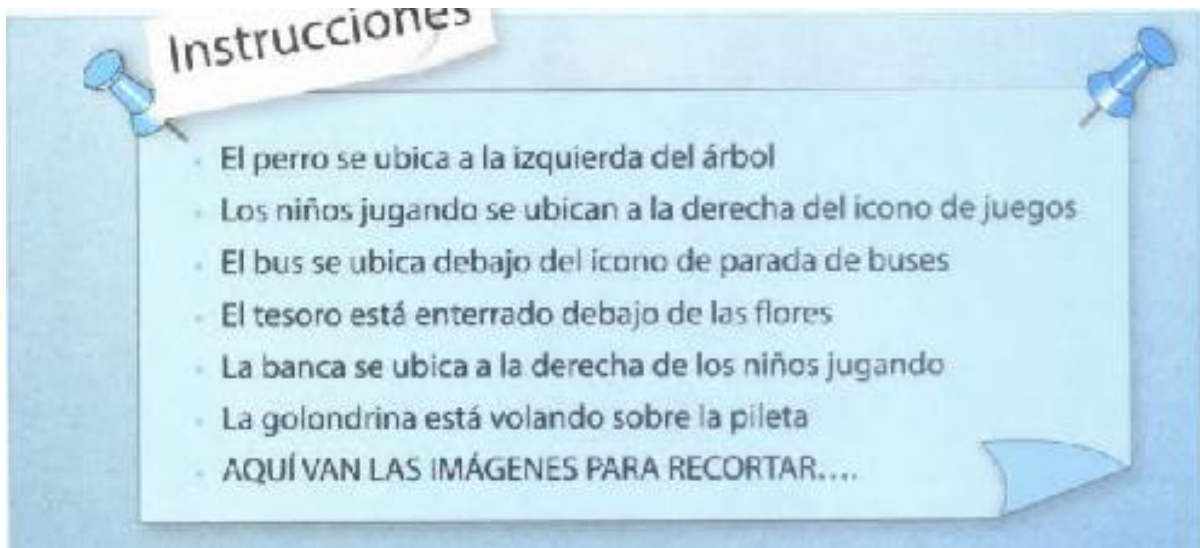 Instrucciones
El perro se ubica a la izquierda del árbol
Los niños jugando se ubican a la derecha del icono de juegos
El bus se ubica debajo del ícono de parada de buses
El tesoro está enterrado debajo de las flores
La banca se ubica a la derecha de los niños jugando
La golondrina está volando sobre la pileta
AQUÍ VAN LAS IMÁGENES PARA RECORTAR....